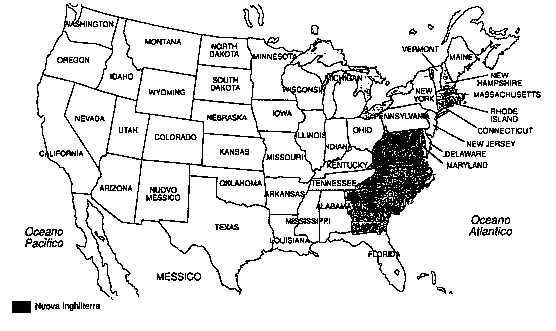 WASHINGTON
MONTANA
NORTH
DAKOTA
MINNESOTA
VERMONT
MAINE
OREGON
IDAHO
WYOMING
SOUTH
DAKOTA
WISCONSIN
MICHIGAN
NEW
YORK
NEW
HAMPSHIRE
MASSACHUSETTS
RHODE
ISLAND
CONNECTICUT
NEVADA
UTAH
COLORADO
NEBRASKA
IOWA
ILLINOIS
INDIANA
OHIO
PENNSYLVANIA
NEW JERSEY
DELAWARE
MARYLAND
CALIFORNIA
KANSAS
MISSOURI
KENTUCKY
ARIZONA
NUOVO
MESSICO
OKLAHOMA
ARKANSAS
TENNESSEE
ALABAMA
MISSISSIPPI
TEXAS
LOUISIANA
FLORIDA
Oceano
Pacifico
Oceano
Atlantico
MESSICO
Nuova Inghilterra